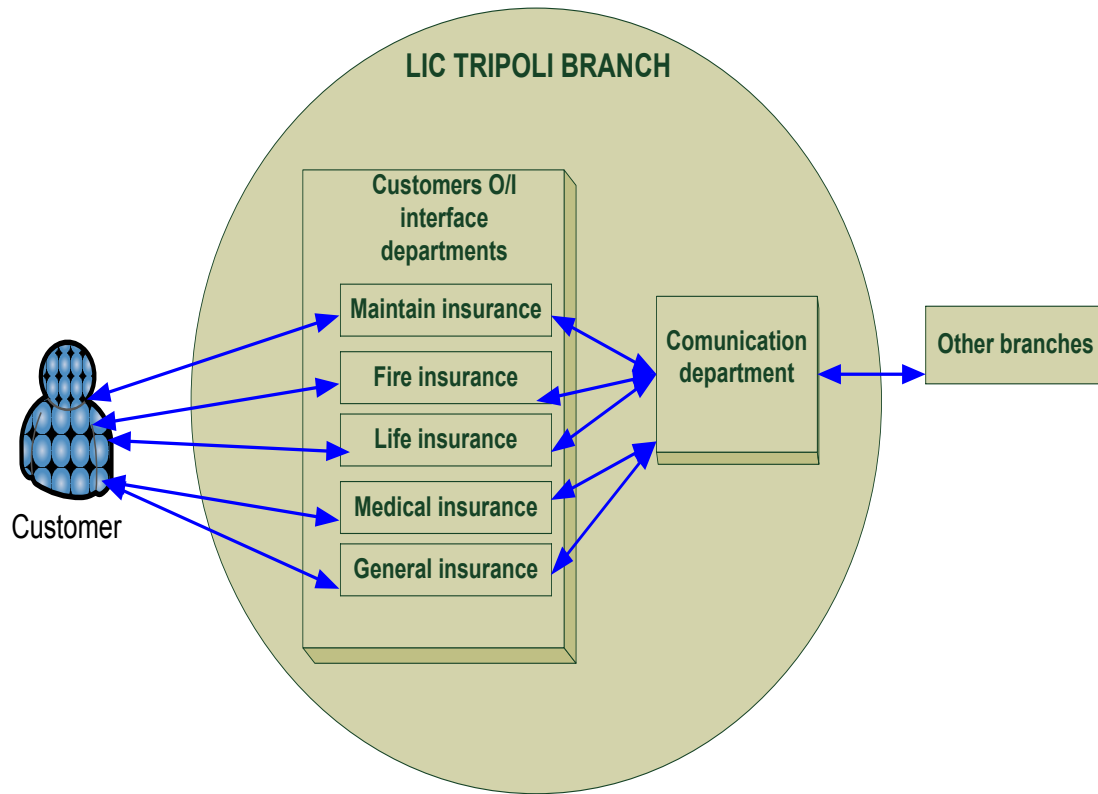 LIC TRIPOLI BRANCH
Customers O/I
interface
departments
Maintain insurance
Fire insurance
Life insurance
Medical insurance
General insurance
Comunication
department
Other branches
Customer